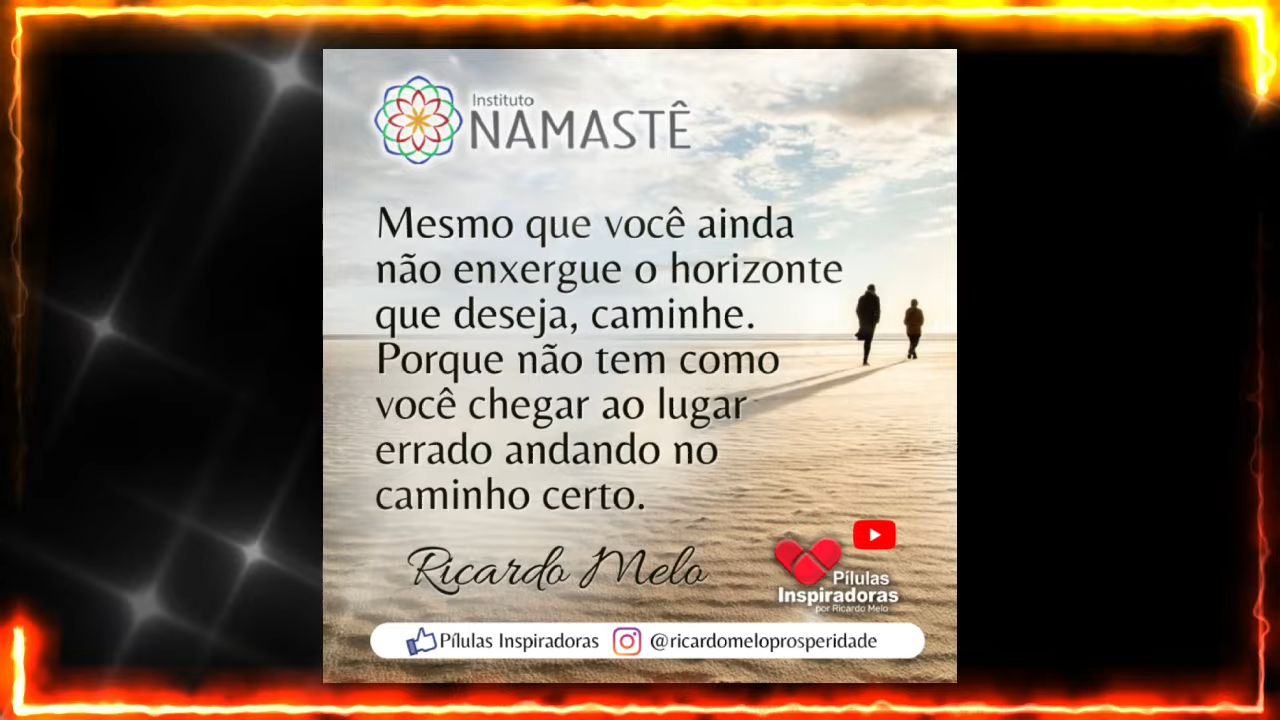 Instituto
NAMASTÊ
Mesmo que você ainda
não enxergue o horizonte
que deseja, caminhe.
Porque não tem como
você chegar ao lugar
errado andando no
caminho certo.
Ricardo Melo
Pílulas
Inspiradoras
por Ricardo Melo
Pílulas Inspiradoras @ricardomeloprosperidade